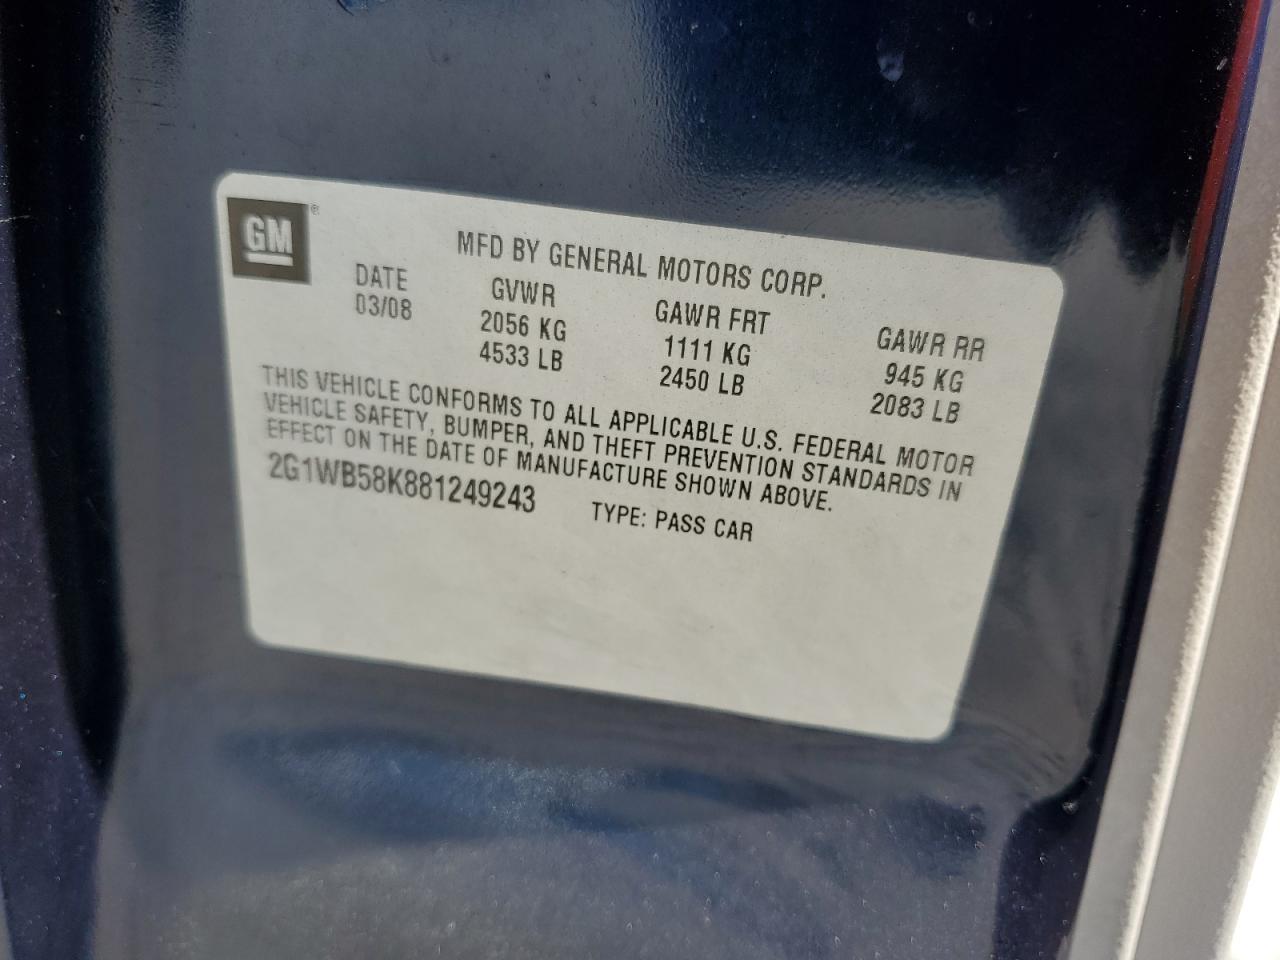 GM ®
MFD BY GENERAL MOTORS CORP.
DATE GVWR GAWR FRT GAWR RR
03/08 2056 KG 1111 KG 945 KG
4533 LB 2450 LB 2083 LB
THIS VEHICLE CONFORMS TO ALL APPLICABLE U.S. FEDERAL MOTOR
VEHICLE SAFETY, BUMPER, AND THEFT PREVENTION STANDARDS IN
EFFECT ON THE DATE OF MANUFACTURE SHOWN ABOVE.
2G1WB58K881249243 TYPE: PASS CAR